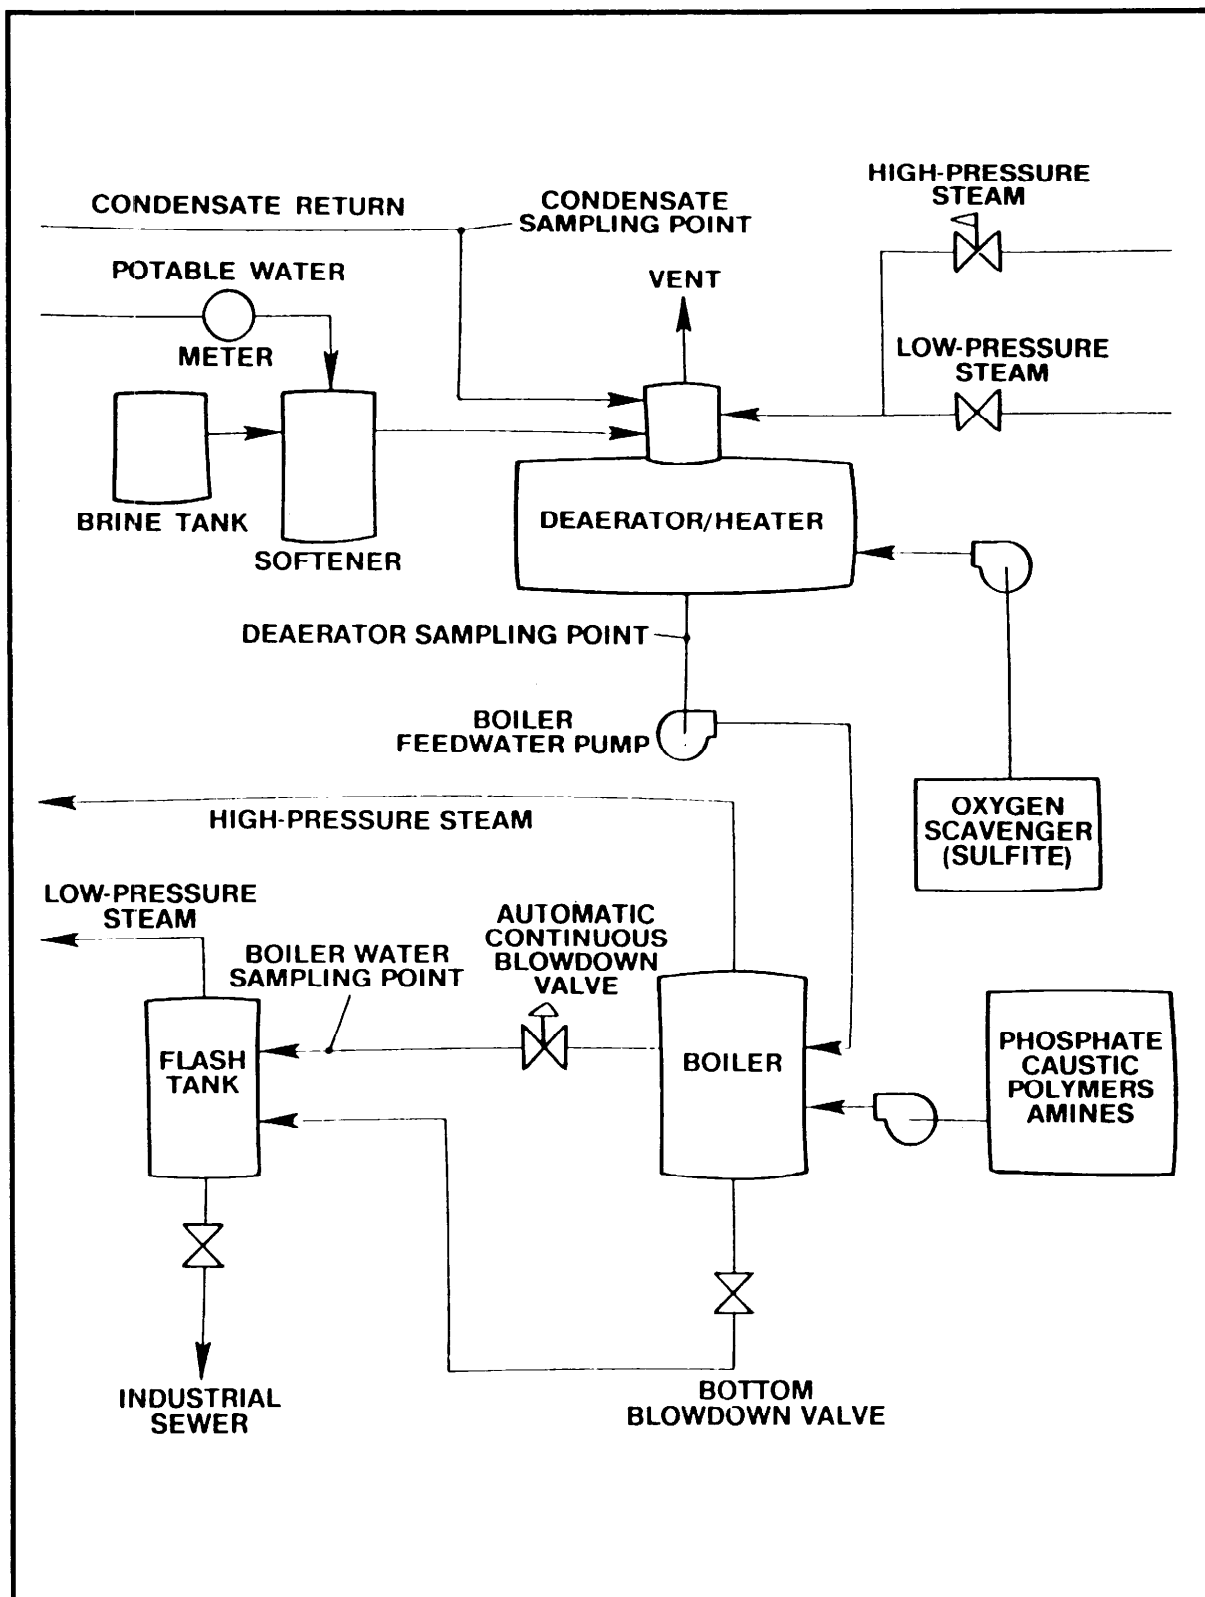 CONDENSATE RETURN
CONDENSATE
SAMPLING POINT
HIGH-PRESSURE
STEAM
POTABLE WATER
METER
VENT
LOW-PRESSURE
STEAM
BRINE TANK
SOFTENER
DEAERATOR/HEATER
DEAERATOR SAMPLING POINT
BOILER
FEEDWATER PUMP
OXYGEN
SCAVENGER
(SULFITE)
HIGH-PRESSURE STEAM
LOW-PRESSURE
STEAM
BOILER WATER
SAMPLING POINT
AUTOMATIC
CONTINUOUS
BLOWDOWN
VALVE
FLASH
TANK
BOILER
PHOSPHATE
CAUSTIC
POLYMERS
AMINES
INDUSTRIAL
SEWER
BOTTOM
BLOWDOWN VALVE